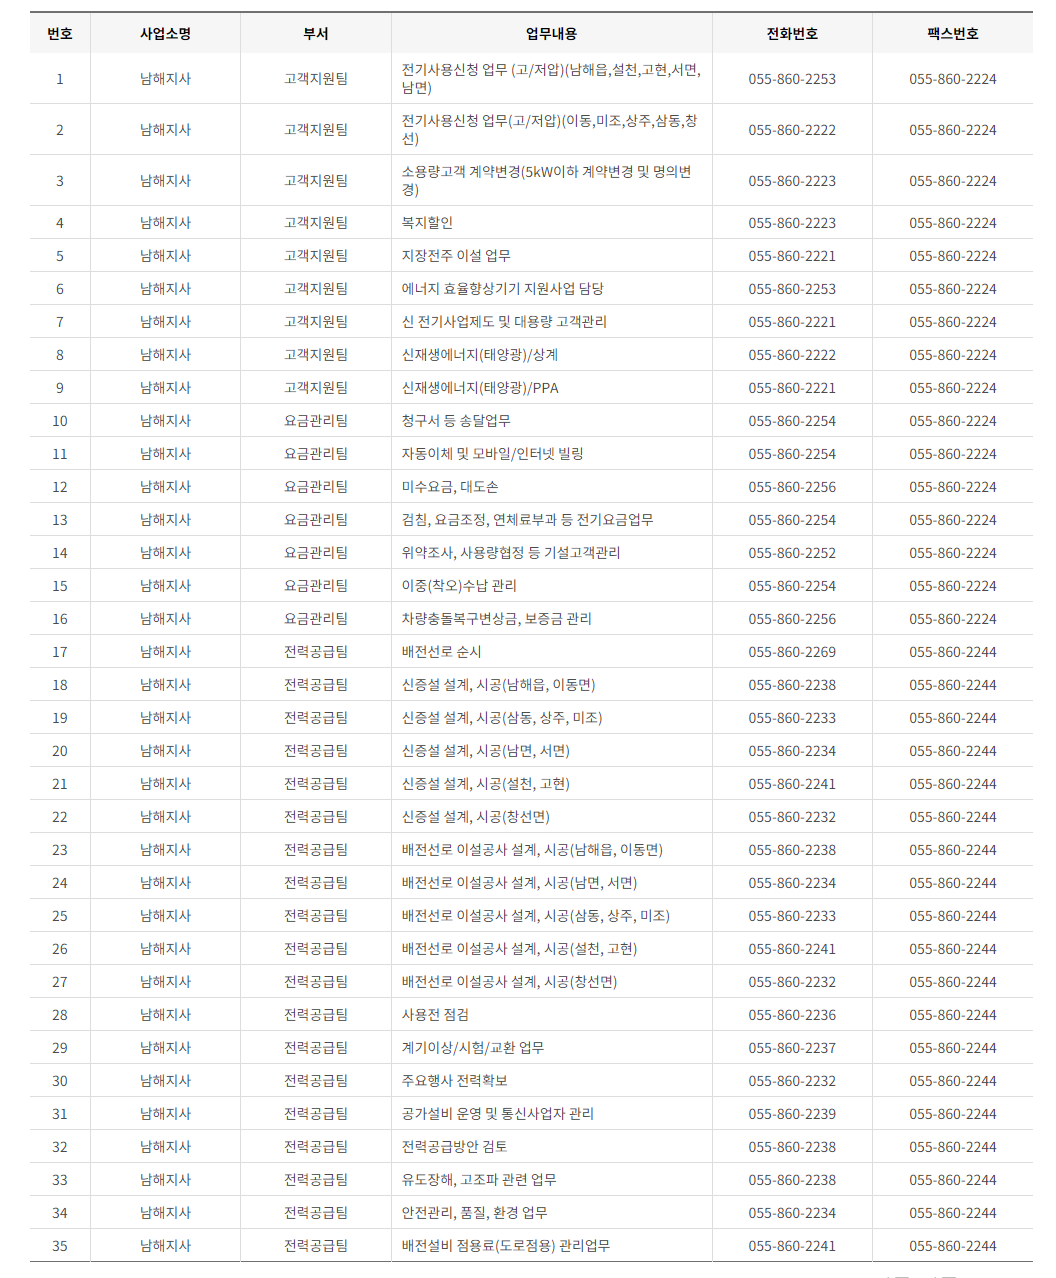 번호 사업소명 부서 업무내용 전화번호 팩스번호
1 남해지사 고객지원팀 전기사용신청 업무 (고/저압)(남해읍,설천,고현,서면,
남면) 055-860-2253 055-860-2224
2 남해지사 고객지원팀 전기사용신청 업무(고/저압)(이동,미조,상주,삼동,창
선) 055-860-2222 055-860-2224
3 남해지사 고객지원팀 소용량고객 계약변경(5kW이하 계약변경 및 명의변
경) 055-860-2223 055-860-2224
4 남해지사 고객지원팀 복지할인 055-860-2223 055-860-2224
5 남해지사 고객지원팀 지장전주 이설 업무 055-860-2221 055-860-2224
6 남해지사 고객지원팀 에너지 효율향상기기 지원사업 담당 055-860-2253 055-860-2224
7 남해지사 고객지원팀 신 전기사업제도 및 대용량 고객관리 055-860-2221 055-860-2224
8 남해지사 고객지원팀 신재생에너지(태양광)/상계 055-860-2222 055-860-2224
9 남해지사 고객지원팀 신재생에너지(태양광)/PPA 055-860-2221 055-860-2224
10 남해지사 요금관리팀 청구서 등 송달업무 055-860-2254 055-860-2224
11 남해지사 요금관리팀 자동이체 및 모바일/인터넷 빌링 055-860-2254 055-860-2224
12 남해지사 요금관리팀 미수요금, 대도손 055-860-2256 055-860-2224
13 남해지사 요금관리팀 검침, 요금조정, 연체료부과 등 전기요금업무 055-860-2254 055-860-2224
14 남해지사 요금관리팀 위약조사, 사용량협정 등 기설고객관리 055-860-2252 055-860-2224
15 남해지사 요금관리팀 이중(착오)수납 관리 055-860-2254 055-860-2224
16 남해지사 요금관리팀 차량충돌복구변상금, 보증금 관리 055-860-2256 055-860-2224
17 남해지사 전력공급팀 배전선로 순시 055-860-2269 055-860-2244
18 남해지사 전력공급팀 신증설 설계, 시공(남해읍, 이동면) 055-860-2238 055-860-2244
19 남해지사 전력공급팀 신증설 설계, 시공(삼동, 상주, 미조) 055-860-2233 055-860-2244
20 남해지사 전력공급팀 신증설 설계, 시공(남면, 서면) 055-860-2234 055-860-2244
21 남해지사 전력공급팀 신증설 설계, 시공(설천, 고현) 055-860-2241 055-860-2244
22 남해지사 전력공급팀 신증설 설계, 시공(창선면) 055-860-2232 055-860-2244
23 남해지사 전력공급팀 배전선로 이설공사 설계, 시공(남해읍, 이동면) 055-860-2238 055-860-2244
24 남해지사 전력공급팀 배전선로 이설공사 설계, 시공(남면, 서면) 055-860-2234 055-860-2244
25 남해지사 전력공급팀 배전선로 이설공사 설계, 시공(삼동, 상주, 미조) 055-860-2233 055-860-2244
26 남해지사 전력공급팀 배전선로 이설공사 설계, 시공(설천, 고현) 055-860-2241 055-860-2244
27 남해지사 전력공급팀 배전선로 이설공사 설계, 시공(창선면) 055-860-2232 055-860-2244
28 남해지사 전력공급팀 사용전 점검 055-860-2236 055-860-2244
29 남해지사 전력공급팀 계기이상/시험/교환 업무 055-860-2237 055-860-2244
30 남해지사 전력공급팀 주요행사 전력확보 055-860-2232 055-860-2244
31 남해지사 전력공급팀 공가설비 운영 및 통신사업자 관리 055-860-2239 055-860-2244
32 남해지사 전력공급팀 전력공급방안 검토 055-860-2238 055-860-2244
33 남해지사 전력공급팀 유도장해, 고조파 관련 업무 055-860-2238 055-860-2244
34 남해지사 전력공급팀 안전관리, 품질, 환경 업무 055-860-2234 055-860-2244
35 남해지사 전력공급팀 배전설비 점용료(도로점용) 관리업무 055-860-2241 055-860-2244